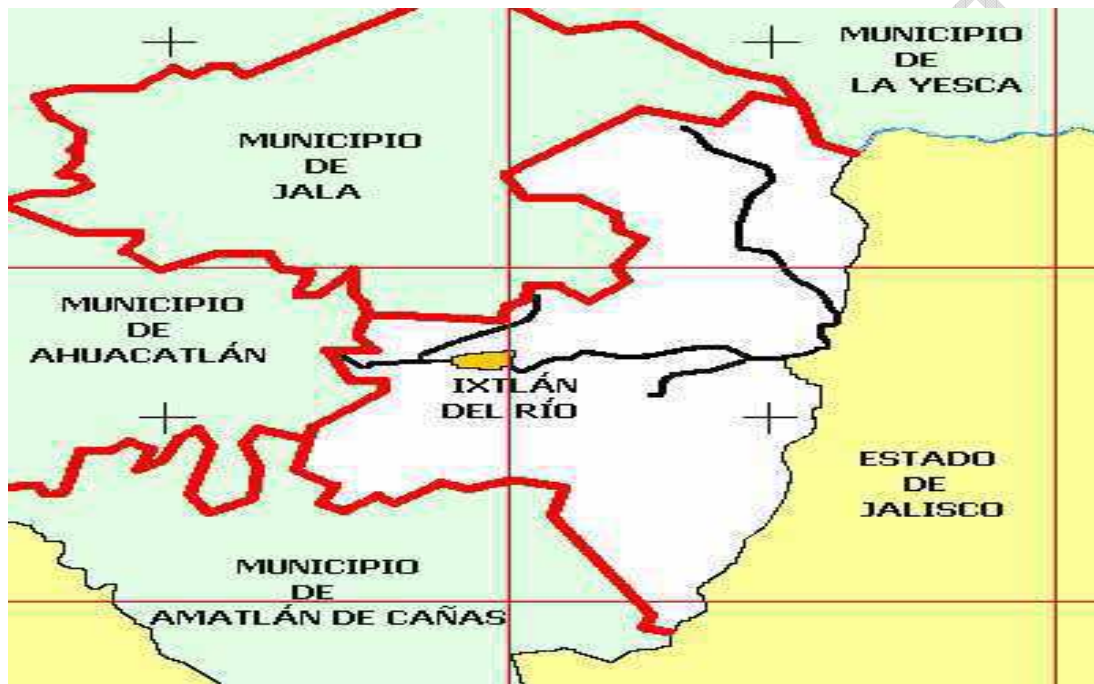 MUNICIPIO
DE
LA YESCA
MUNICIPIO
DE
JALA
MUNICIPIO
DE
AHUACATLÁN
IXTLÁN
DEL RÍO
ESTADO
DE
JALISCO
MUNICIPIO
DE
AMATLÁN DE CAÑAS